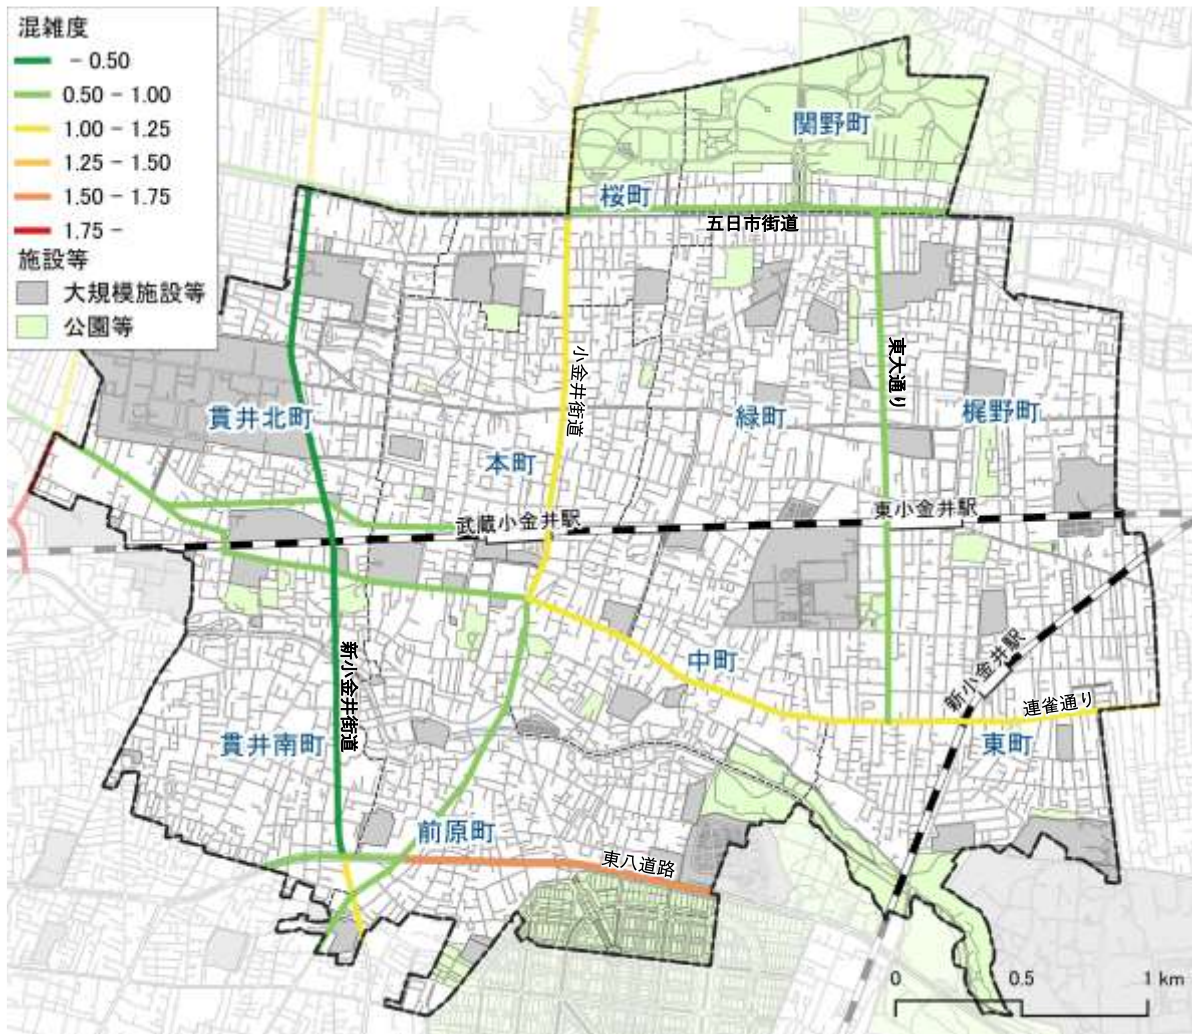 混雑度
- 0.50
0.50 - 1.00
1.00 - 1.25
1.25 - 1.50
1.50 - 1.75
1.75 -
施設等
大規模施設等
公園等
関野町
桜町
五日市街道
小金井街道
東大通り
貫井北町
緑町
梶野町
本町
武蔵小金井駅
東小金井駅
新小金井街道
中町
新小金井駅
連雀通り
貫井南町
東町
前原町
東八道路
0 0.5 1 km